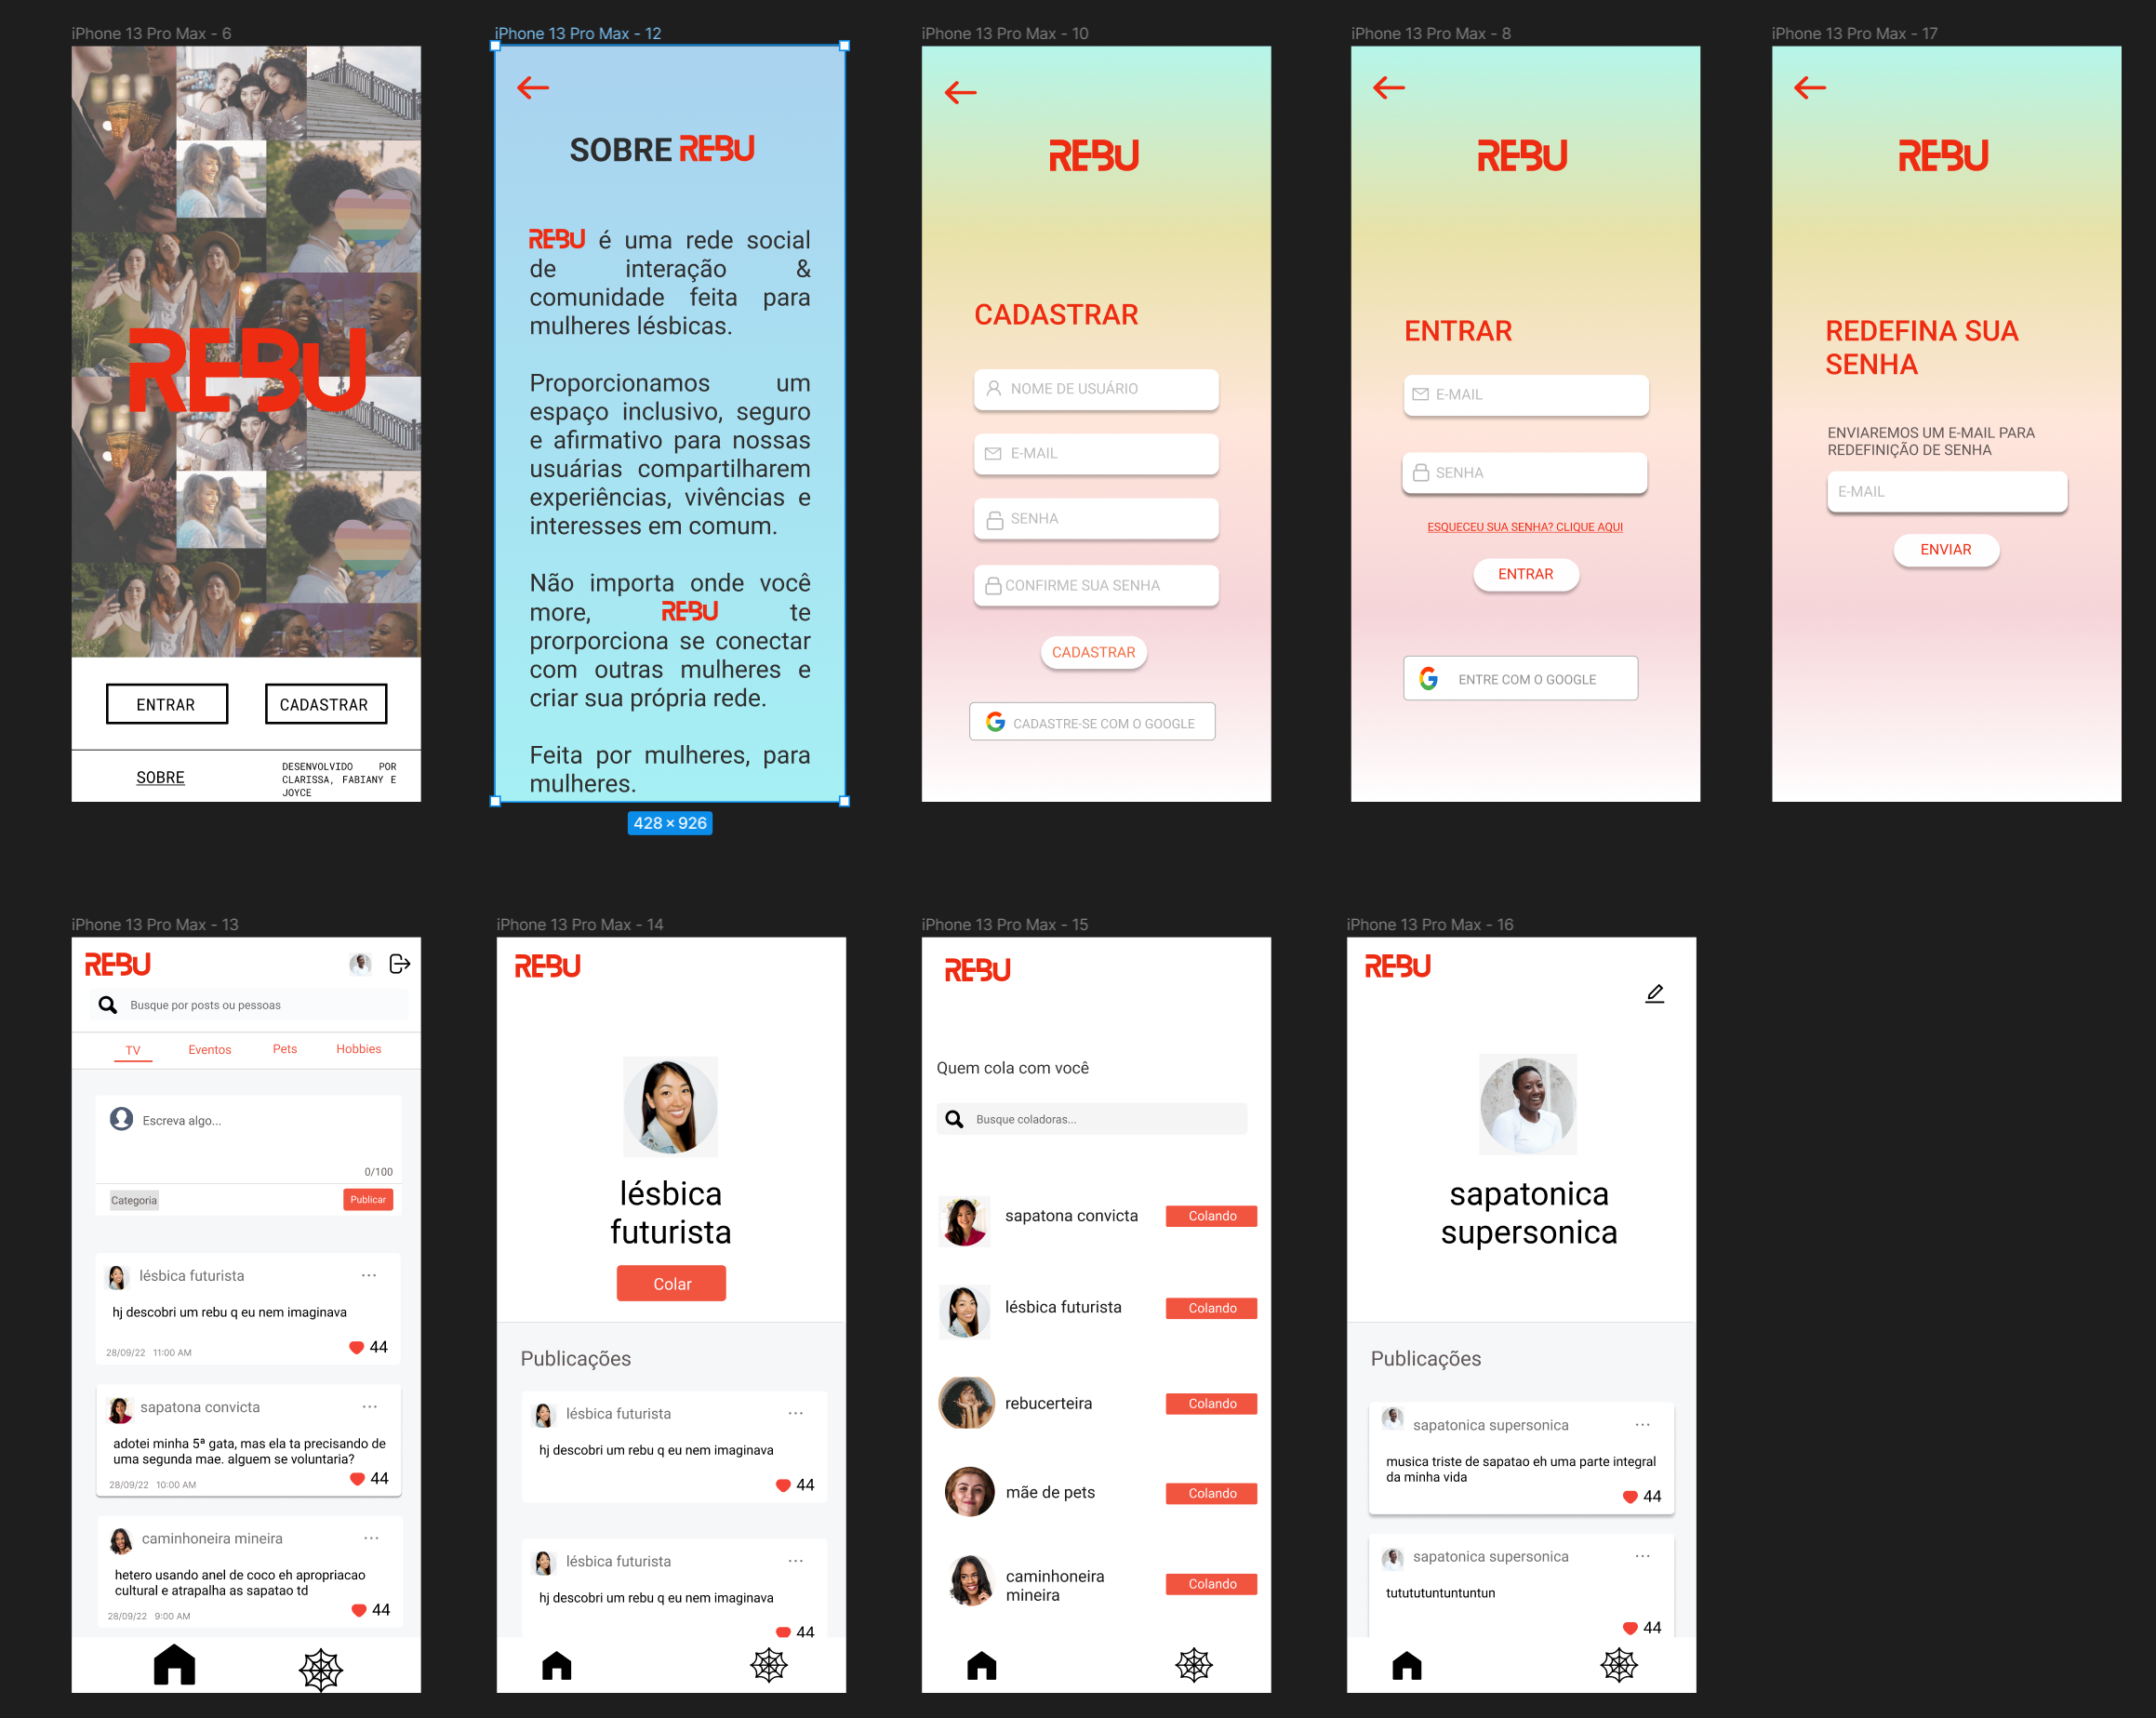 iPhone 13 Pro Max - 6
REBU
ENTRAR
CADASTRAR
SOBRE
DESENVOLVIDO POR
CLARISSA, FABIANY E
JOYCE
iPhone 13 Pro Max - 12
SOBRE REBU
REBU é uma rede social
de interação &
comunidade feita para
mulheres lésbicas.
Proporcionamos um
espaço inclusivo, seguro
e afirmativo para nossas
usuárias compartilharem
experiências, vivências e
interesses em comum.
Não importa onde você
more, REBU te
prorporciona se conectar
com outras mulheres e
criar sua própria rede.
Feita por mulheres, para
mulheres.
428 × 926
iPhone 13 Pro Max - 10
REBU
CADASTRAR
NOME DE USUÁRIO
E-MAIL
SENHA
CONFIRME SUA SENHA
CADASTRAR
CADASTRE-SE COM O GOOGLE
iPhone 13 Pro Max - 8
REBU
ENTRAR
E-MAIL
SENHA
ESQUECEU SUA SENHA? CLIQUE AQUI
ENTRAR
ENTRE COM O GOOGLE
iPhone 13 Pro Max - 17
REBU
REDEFINA SUA
SENHA
ENVIAREMOS UM E-MAIL PARA
REDEFINIÇÃO DE SENHA
E-MAIL
ENVIAR
iPhone 13 Pro Max - 13
REBU
Busque por posts ou pessoas
TV Eventos Pets Hobbies
Escreva algo...
0/100
Categoria
Publicar
lésbica futurista
hj descobri um rebu q eu nem imaginava
28/09/22 11:00 AM
44
sapatona convicta
adotei minha 5ª gata, mas ela ta precisando de
uma segunda mae. alguem se voluntaria?
28/09/22 10:00 AM
44
caminhoneira mineira
hetero usando anel de coco eh apropriacao
cultural e atrapalha as sapatao td
28/09/22 9:00 AM
44
iPhone 13 Pro Max - 14
REBU
lésbica
futurista
Colar
Publicações
lésbica futurista
hj descobri um rebu q eu nem imaginava
44
lésbica futurista
hj descobri um rebu q eu nem imaginava
44
iPhone 13 Pro Max - 15
REBU
Quem cola com você
Busque coladoras...
sapatona convicta
Colando
lésbica futurista
Colando
rebucerteira
Colando
mãe de pets
Colando
caminhoneira
mineira
Colando
iPhone 13 Pro Max - 16
REBU
sapatonica
supersonica
Publicações
sapatonica supersonica
musica triste de sapatao eh uma parte integral
da minha vida
44
sapatonica supersonica
tutututuntuntuntun
44